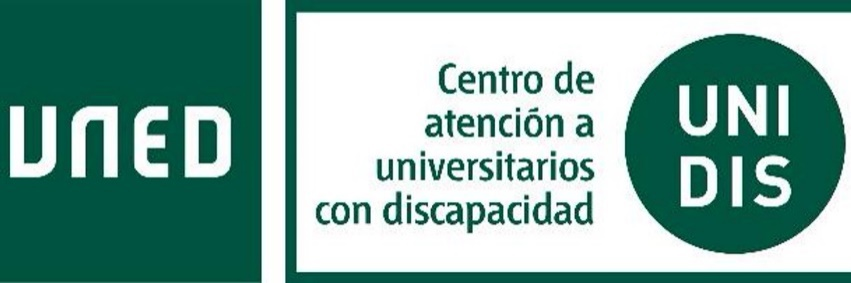 UNED
Centro de
atención a
universitarios
con discapacidad
UNI
DIS